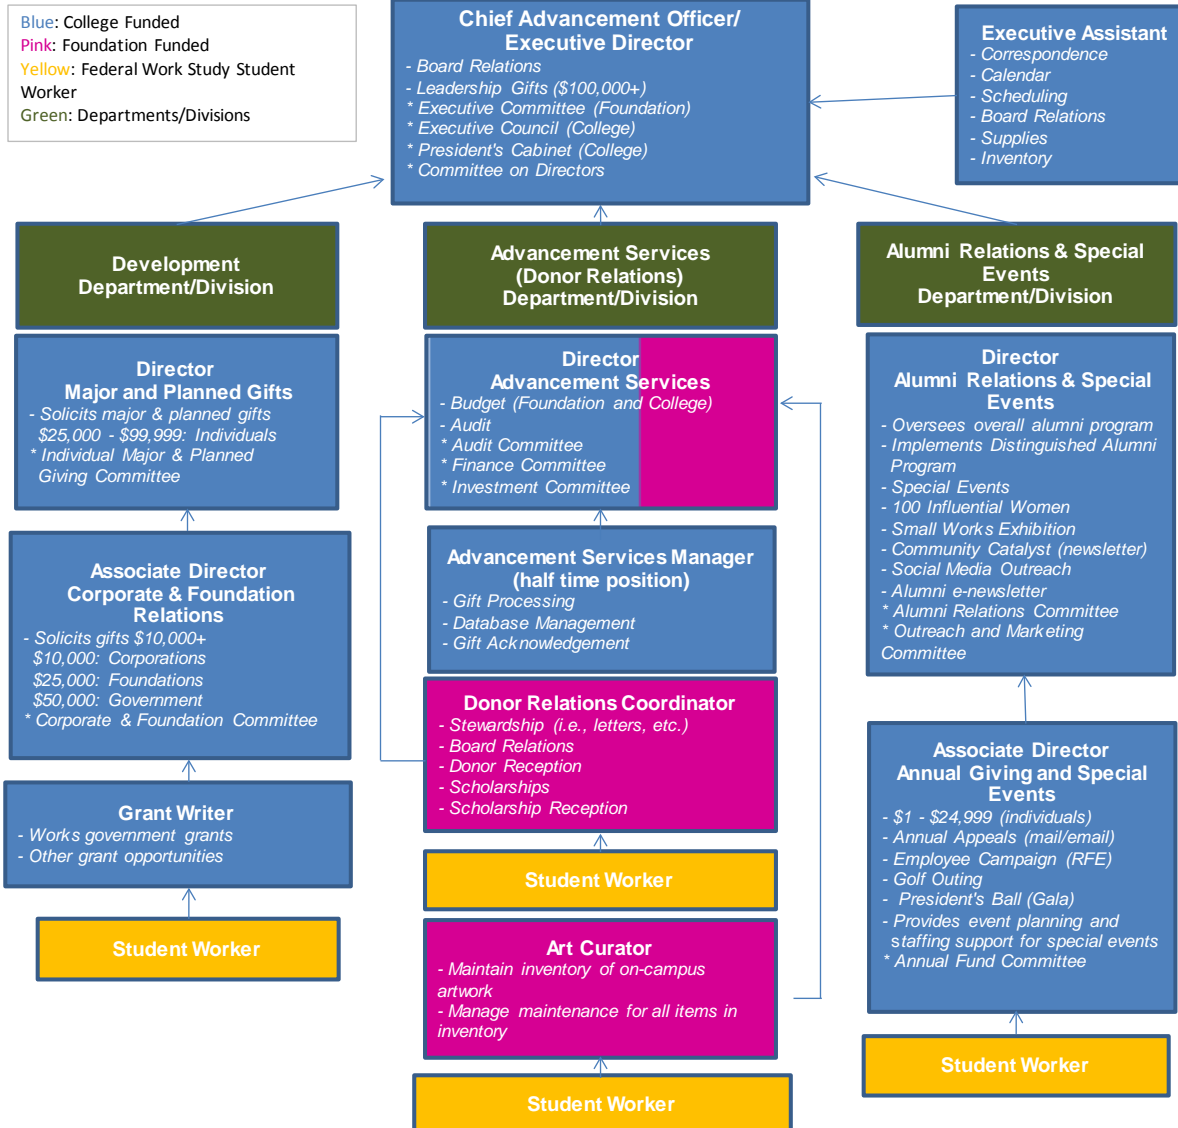 Blue: College Funded
Pink: Foundation Funded
Yellow: Federal Work Study Student
Worker
Green: Departments/Divisions
Chief Advancement Officer/
Executive Director
- Board Relations
- Leadership Gifts ($100,000+)
* Executive Committee (Foundation)
* Executive Council (College)
* President's Cabinet (College)
* Committee on Directors
Executive Assistant
- Correspondence
- Calendar
- Scheduling
- Board Relations
- Supplies
- Inventory
Development
Department/Division
Advancement Services
(Donor Relations)
Department/Division
Alumni Relations & Special
Events
Department/Division
Director
Major and Planned Gifts
- Solicits major & planned gifts
$25,000 - $99,999: Individuals
* Individual Major & Planned
Giving Committee
Director
Advancement Services
- Budget (Foundation and College)
- Audit
* Audit Committee
* Finance Committee
* Investment Committee
Director
Alumni Relations & Special
Events
- Oversees overall alumni program
- Implements Distinguished Alumni
Program
- Special Events
- 100 Influential Women
- Small Works Exhibition
- Community Catalyst (newsletter)
- Social Media Outreach
- Alumni e-newsletter
* Alumni Relations Committee
* Outreach and Marketing
Committee
Associate Director
Corporate & Foundation
Relations
- Solicits gifts $10,000+
$10,000: Corporations
$25,000: Foundations
$50,000: Government
* Corporate & Foundation Committee
Advancement Services Manager
(half time position)
- Gift Processing
- Database Management
- Gift Acknowledgement
Donor Relations Coordinator
- Stewardship (i.e., letters, etc.)
- Board Relations
- Donor Reception
- Scholarships
- Scholarship Reception
Associate Director
Annual Giving and Special
Events
- $1 - $24,999 (individuals)
- Annual Appeals (mail/email)
- Employee Campaign (RFE)
- Golf Outing
- President's Ball (Gala)
- Provides event planning and
staffing support for special events
* Annual Fund Committee
Grant Writer
- Works government grants
- Other grant opportunities
Student Worker
Student Worker
Art Curator
- Maintain inventory of on-campus
artwork
- Manage maintenance for all items in
inventory
Student Worker
Student Worker